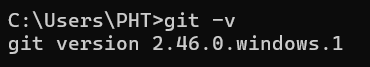 C:\Users\PHT>git -v
git version 2.46.0.windows.1